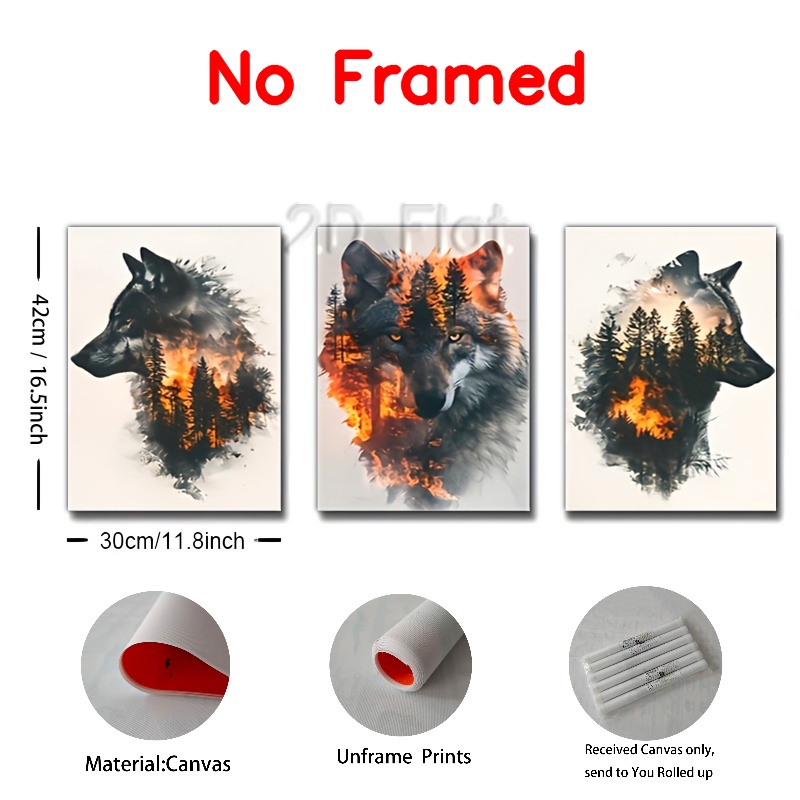 No Framed
2D Flat
42cm / 16.5inch
30cm/11.8inch
Material:Canvas
Unframe Prints
Received Canvas only,
send to You Rolled up